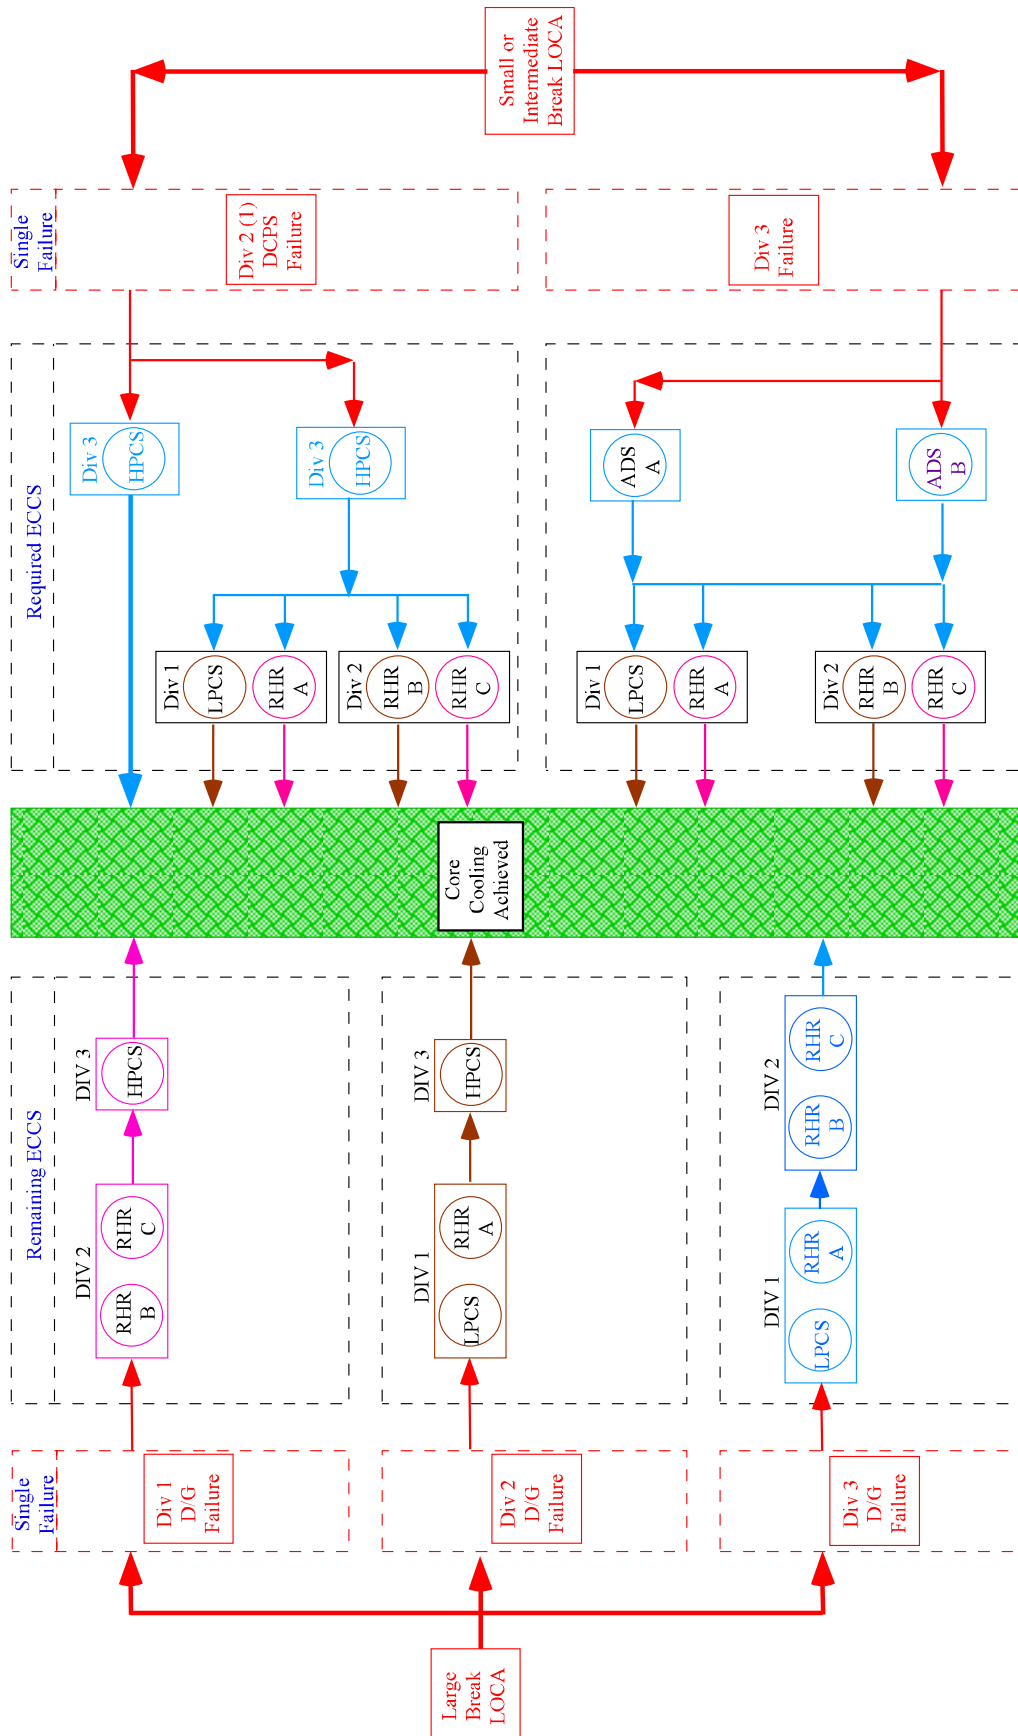 Large
Break
LOCA
Single
Failure
Div 1
D/G
Failure
Div 2
D/G
Failure
Div 3
D/G
Failure
Remaining ECCS
DIV 2
RHR
B
RHR
C
DIV 3
HPCS
DIV 1
LPCS
RHR
A
DIV 3
HPCS
DIV 1
LPCS
RHR
A
DIV 2
RHR
B
RHR
C
Core
Cooling
Achieved
Required ECCS
Div 3
HPCS
Div 3
HPCS
Div 1
LPCS
RHR
A
Div 2
RHR
B
RHR
C
ADS
A
ADS
B
Div 1
LPCS
RHR
A
Div 2
RHR
B
RHR
C
Single
Failure
Div 2 (1)
DCPS
Failure
Div 3
Failure
Small or
Intermediate
Break LOCA